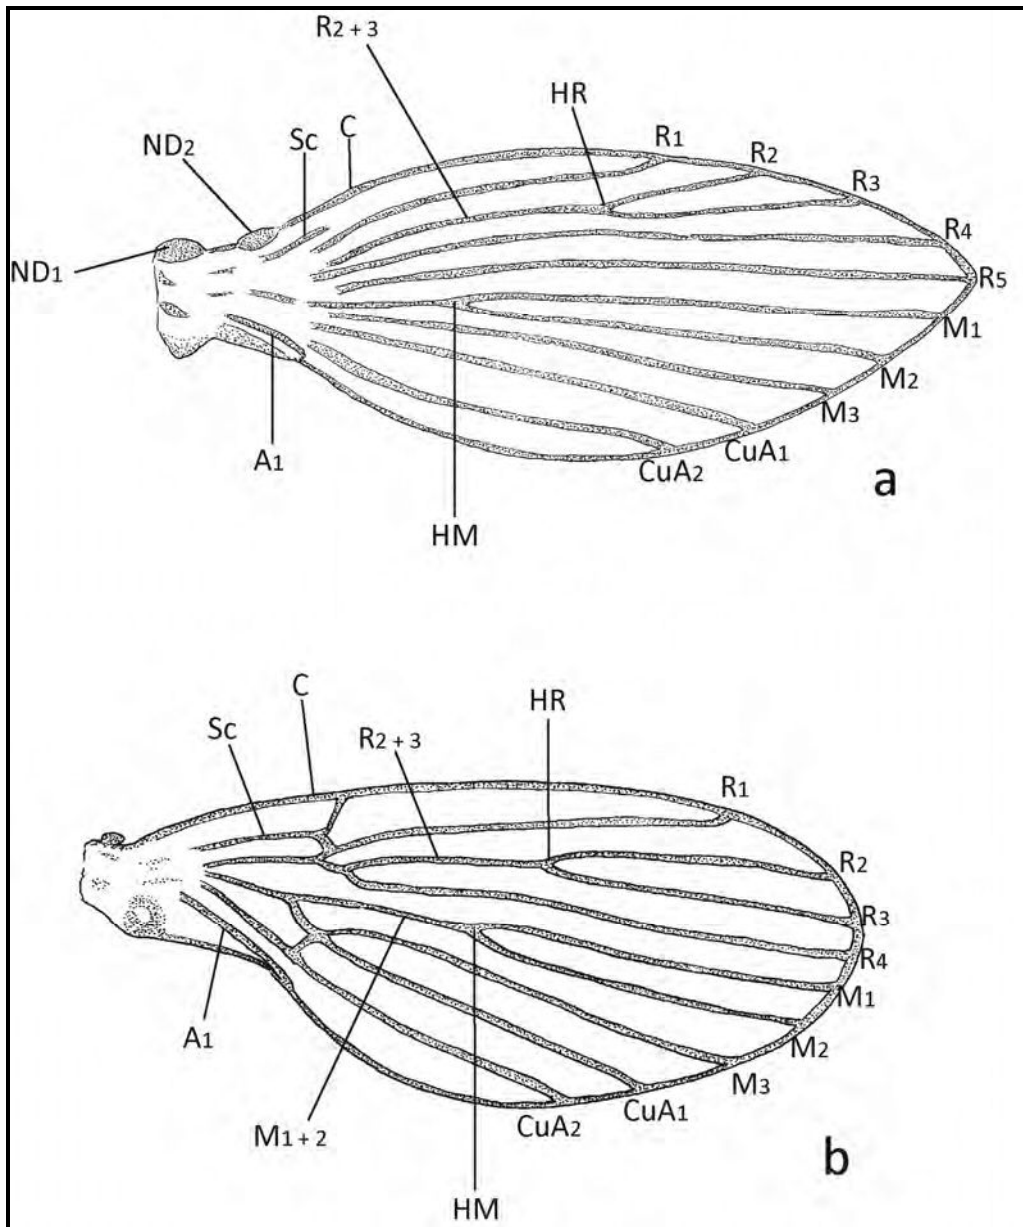 R2 + 3
HR
C
Sc
ND2
R1
R2
R3
R4
R5
ND1
M1
M2
M3
CuA1
CuA2
A1
HM
a
C
HR
Sc
R2 + 3
R1
R2
R3
R4
M1
M2
M3
CuA1
CuA2
A1
M1 + 2
HM
b